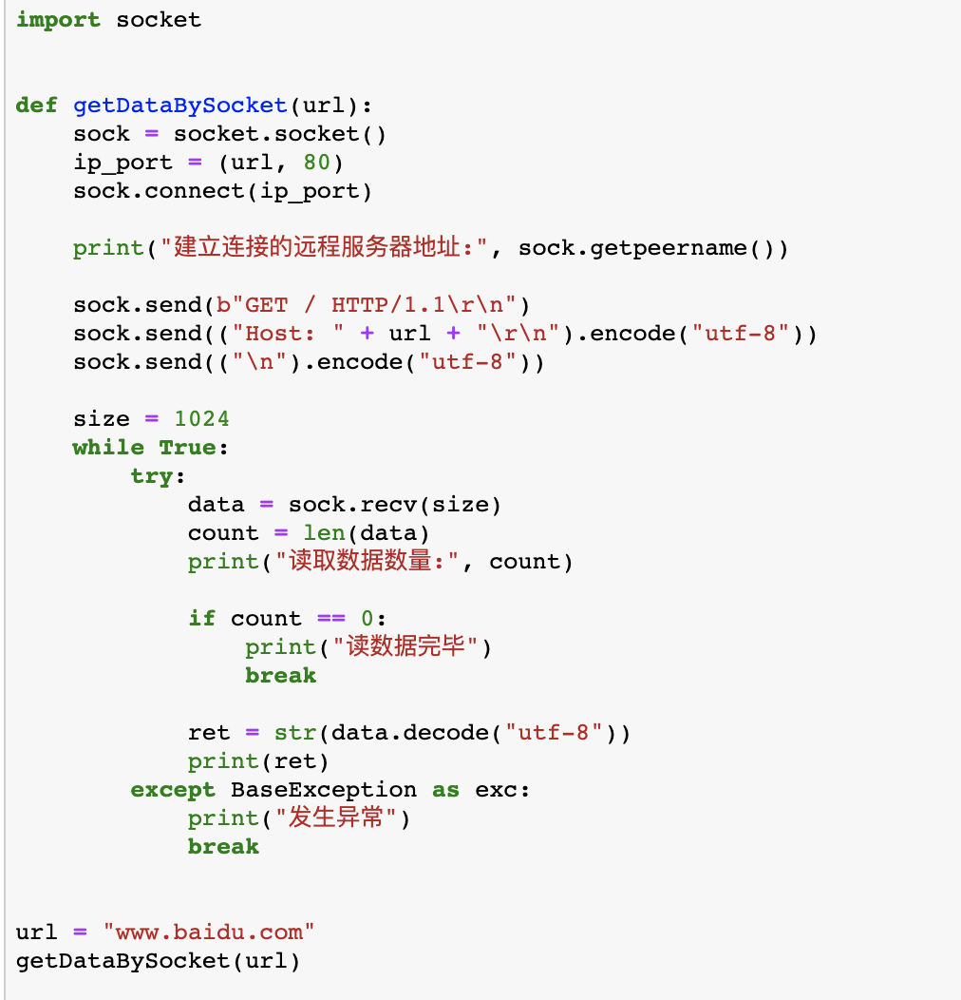 import socket
def getDataBySocket(url):
    sock = socket.socket()
    ip_port = (url, 80)
    sock.connect(ip_port)
    print("建立连接的远程服务器地址:", sock.getpeername())
    sock.send(b"GET / HTTP/1.1\r\n")
    sock.send(("Host: " + url + "\r\n").encode("utf-8"))
    sock.send(("\n").encode("utf-8"))
    size = 1024
    while True:
        try:
            data = sock.recv(size)
            count = len(data)
            print("读取数据数量:", count)
            if count == 0:
                print("读数据完毕")
                break
            ret = str(data.decode("utf-8"))
            print(ret)
        except BaseException as exc:
            print("发生异常")
            break
url = "www.baidu.com"
getDataBySocket(url)